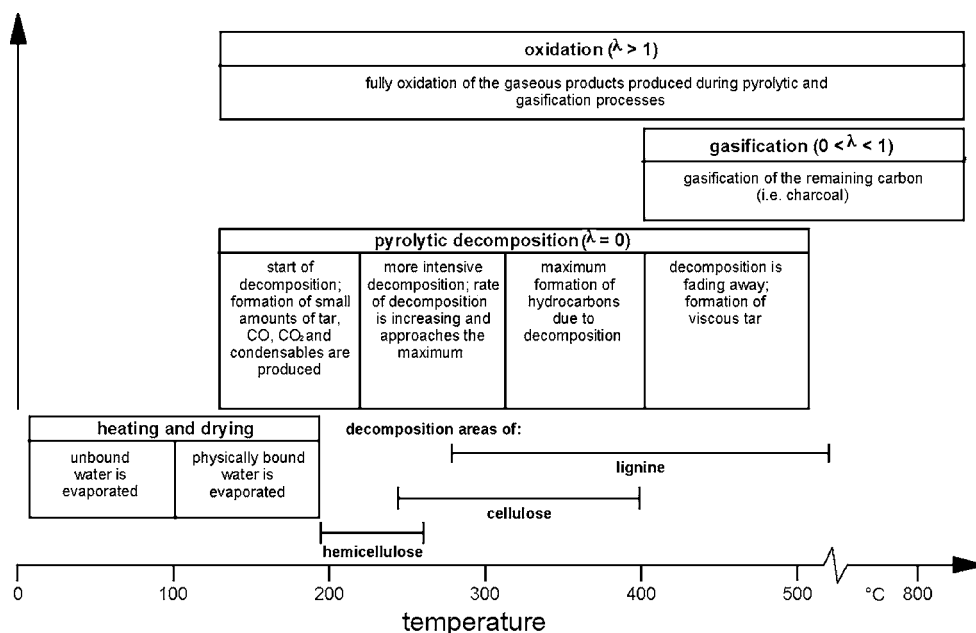 oxidation (λ > 1)
fully oxidation of the gaseous products produced during pyrolytic and
gasification processes
gasification (0 < λ < 1)
gasification of the remaining carbon
(i.e. charcoal)
pyrolytic decomposition (λ = 0)
start of
decomposition;
formation of small
amounts of tar,
CO, CO₂ and
condensables are
produced
more intensive
decomposition; rate
of decomposition
is increasing and
approaches the
maximum
maximum
formation of
hydrocarbons
due to
decomposition
decomposition is
fading away;
formation of
viscous tar
heating and drying
unbound
water is
evaporated
physically bound
water is
evaporated
decomposition areas of:
lignine
cellulose
hemicellulose
0 100 200 300 400 500 °C 800
temperature